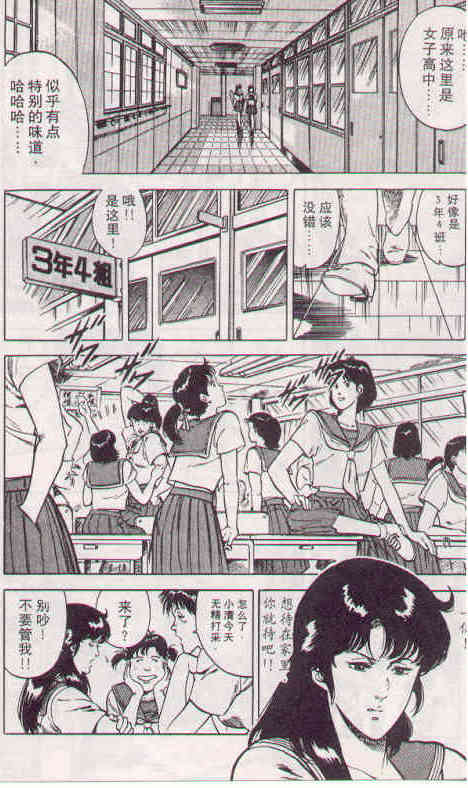 吔……
原来这里是
女子高中……
似乎有点
特别的味道．
哈哈哈……
好像是
3年4班…
应该
没错……
哦!!
是这里！
3年4組
想待在家里。
你就待吧!!
怎么了
小清今天
无精打采
来了？
别吵！
不要管我!!